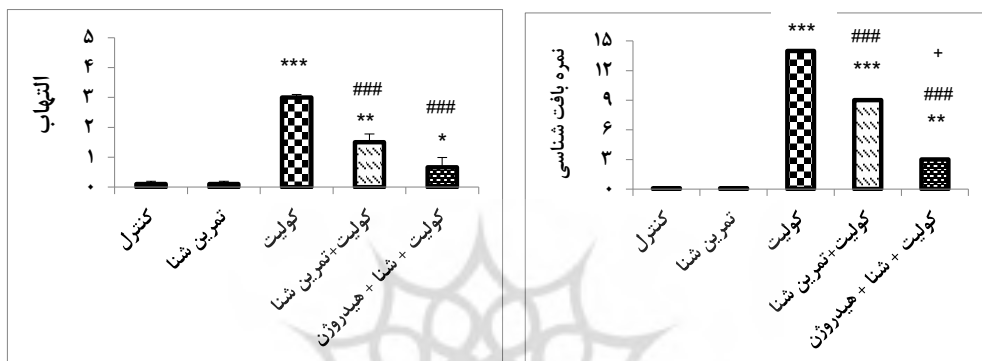 التهاب
۵
۴
۳
۲
۱
۰
***
###
**
###
*
کنترل
تمرین شنا
کولیت
کولیت+تمرین شنا
کولیت + شنا + هیدروژن
نمره بافت شناسی
۱۵
۱۲
۹
۶
۳
۰
***
###
***
+
###
**
کنترل
تمرین شنا
کولیت
کولیت+تمرین شنا
کولیت + شنا + هیدروژن